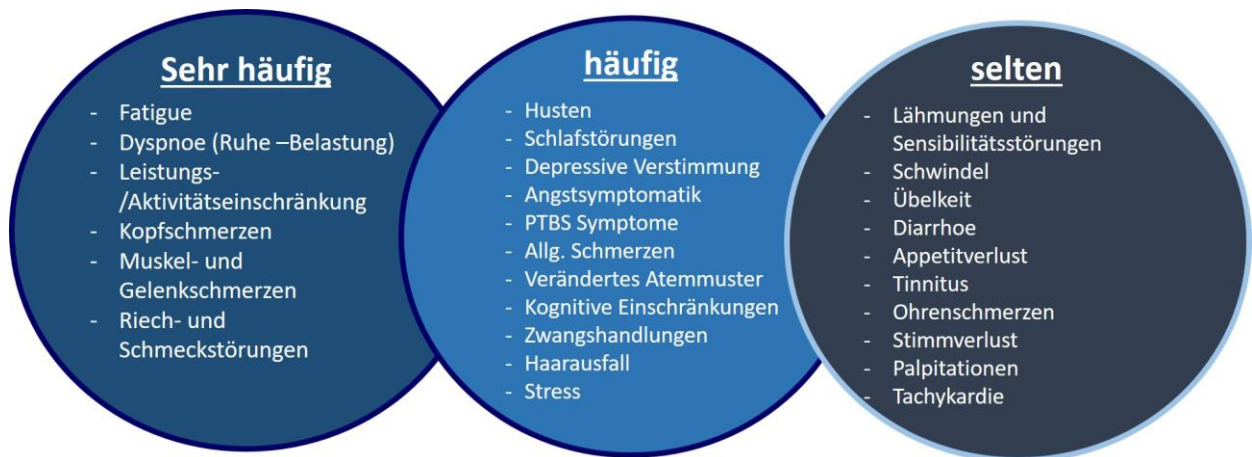 Sehr häufig
- Fatigue
- Dyspnoe (Ruhe –Belastung)
- Leistungs-
/Aktivitätseinschränkung
- Kopfschmerzen
- Muskel- und
Gelenkschmerzen
- Riech- und
Schmeckstörungen
häufig
- Husten
- Schlafstörungen
- Depressive Verstimmung
- Angstsymptomatik
- PTBS Symptome
- Allg. Schmerzen
- Verändertes Atemmuster
- Kognitive Einschränkungen
- Zwangshandlungen
- Haarausfall
- Stress
selten
- Lähmungen und
Sensibilitätsstörungen
- Schwindel
- Übelkeit
- Diarrhoe
- Appetitverlust
- Tinnitus
- Ohrenschmerzen
- Stimmverlust
- Palpitationen
- Tachykardie